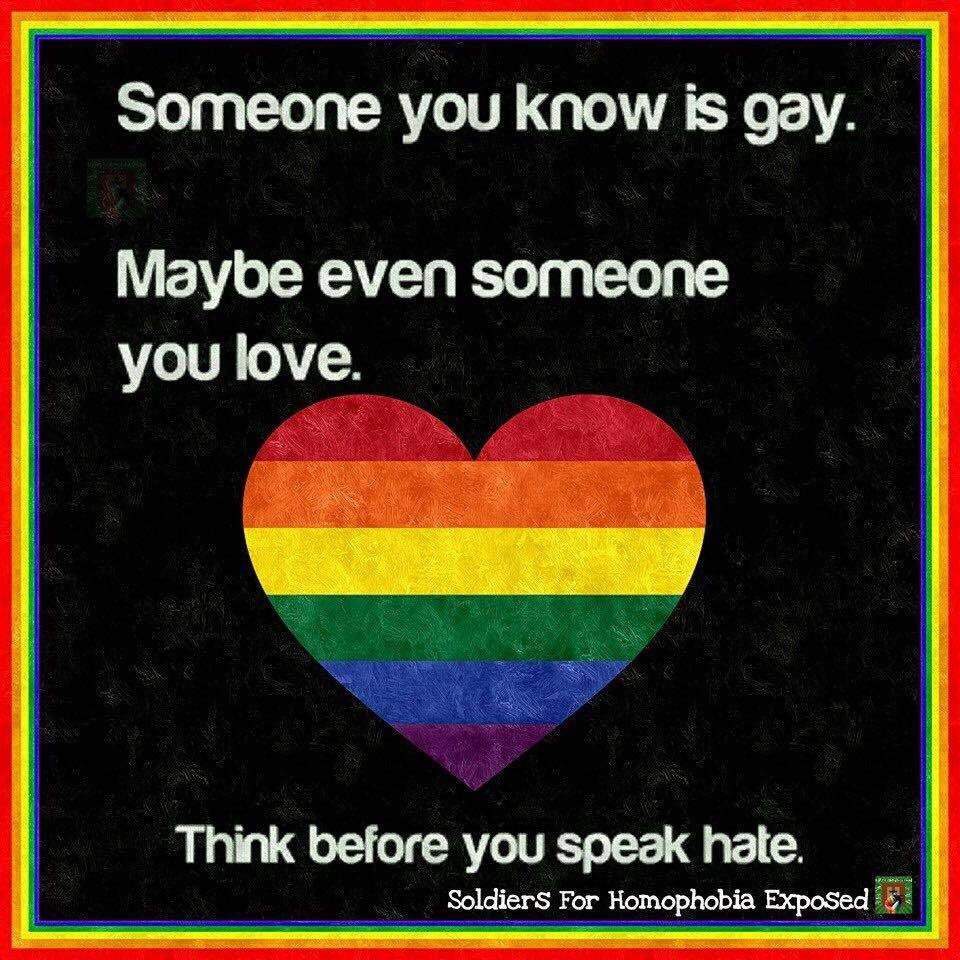 Someone you know is gay.
Maybe even someone
you love.
Think before you speak hate.
Soldiers For Homophobia Exposed